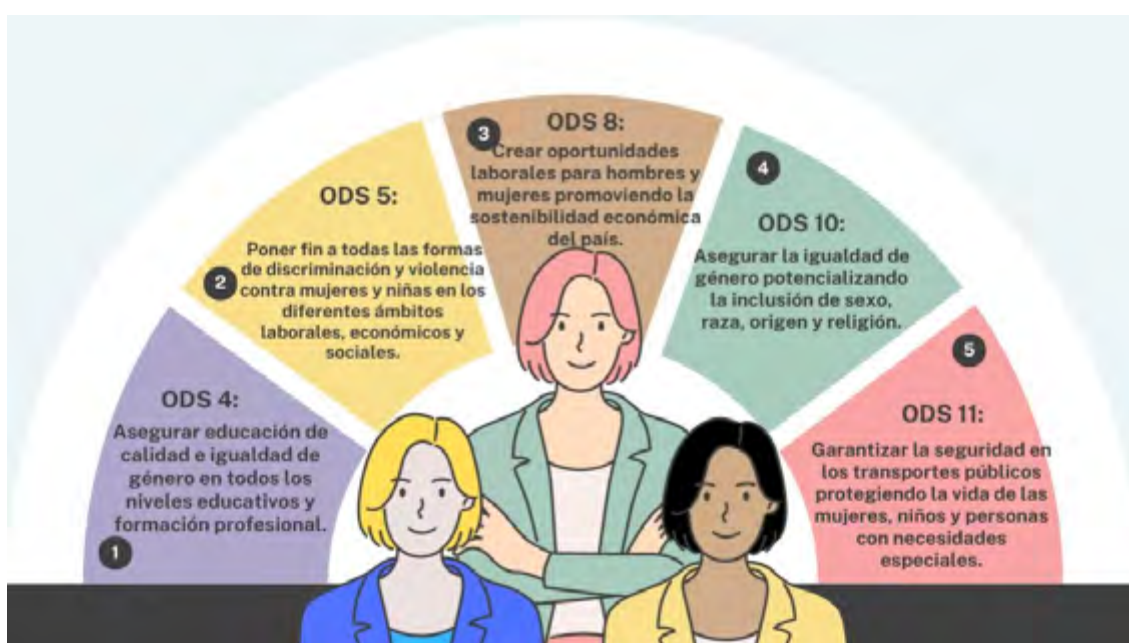 1
ODS 4:
Asegurar educación de
calidad e igualdad de
género en todos los
niveles educativos y
formación profesional.
2
ODS 5:
Poner fin a todas las formas
de discriminación y violencia
contra mujeres y niñas en los
diferentes ámbitos
laborales, económicos y
sociales.
3
ODS 8:
Crear oportunidades
laborales para hombres y
mujeres promoviendo la
sostenibilidad económica
del país.
4
ODS 10:
Asegurar la igualdad de
género potencializando
la inclusión de sexo,
raza, origen y religión.
5
ODS 11:
Garantizar la seguridad en
los transportes públicos
protegiendo la vida de las
mujeres, niños y personas
con necesidades
especiales.